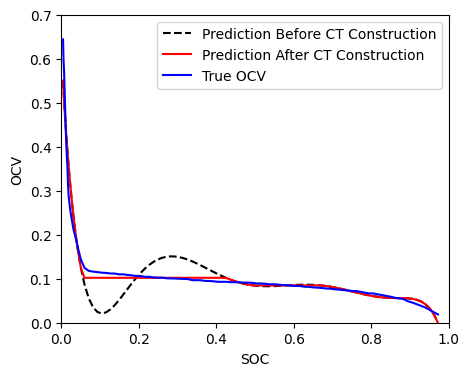 Prediction Before CT Construction
Prediction After CT Construction
True OCV
0.7
0.6
0.5
0.4
0.3
0.2
0.1
0.0
OCV
0.0 0.2 0.4 0.6 0.8 1.0
SOC